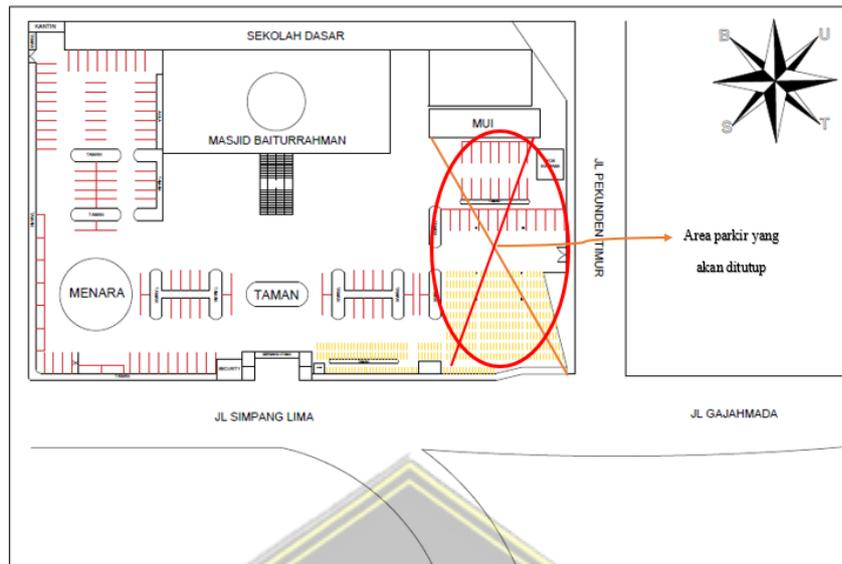 KANTIN
SEKOLAH DASAR
B
U
S
T
MASJID BAITURRAHMAN
MUI
JL PEKUNDEN TIMUR
TAMAN
TAMAN
Area parkir yang
akan ditutup
MENARA
TAMAN
SECURITY
TAMAN
JL SIMPANG LIMA
JL GAJAHMADA